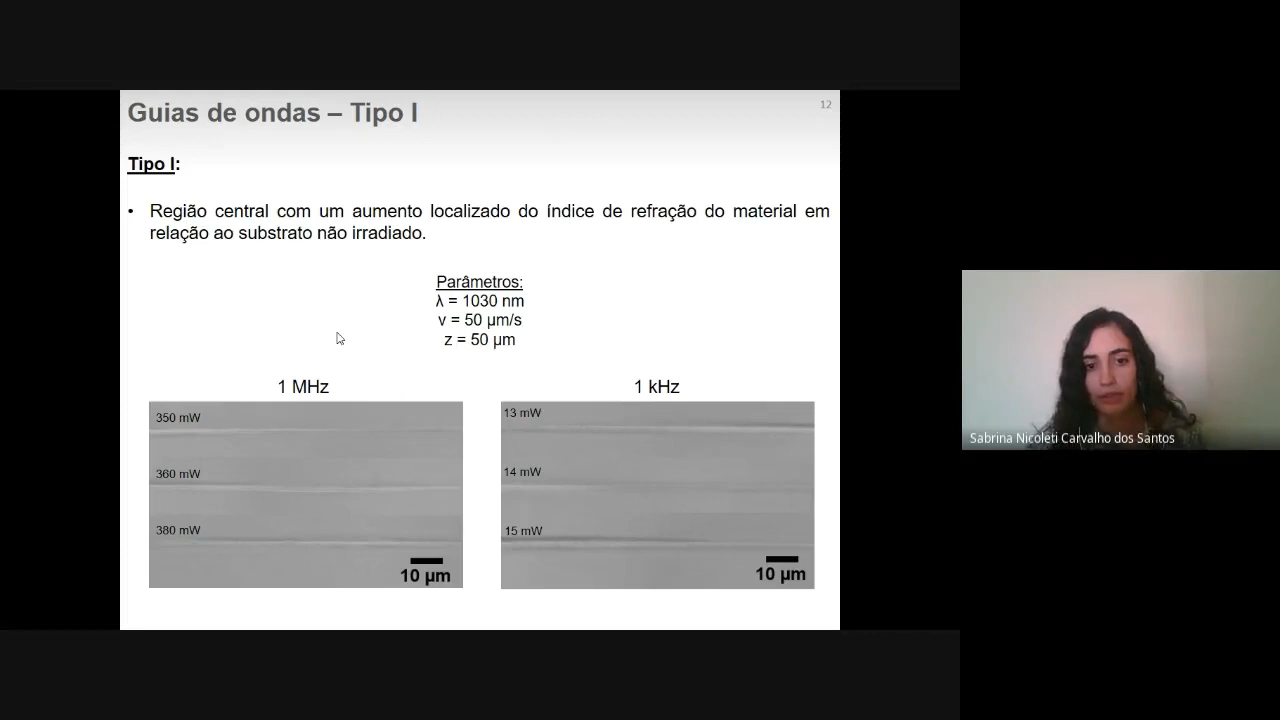 Guias de ondas – Tipo I
12
Tipo I:
• Região central com um aumento localizado do índice de refração do material em
relação ao substrato não irradiado.
Parâmetros:
λ = 1030 nm
v = 50 µm/s
z = 50 µm
1 MHz
350 mW
360 mW
380 mW
10 µm
1 kHz
13 mW
14 mW
15 mW
10 µm
Sabrina Nicoleti Carvalho dos Santos